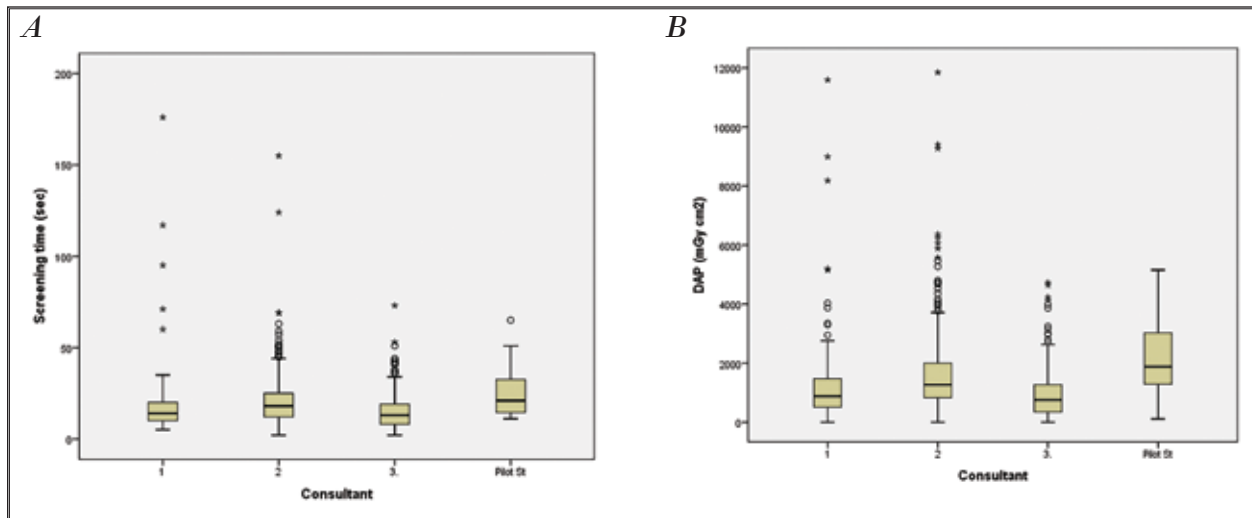 A
B
Screening time (sec)
200
150
100
50
0
1
2
3.
Pilot St
Consultant
DAP (mGy cm2)
12000
10000
8000
6000
4000
2000
0
1
2
3.
Pilot St
Consultant